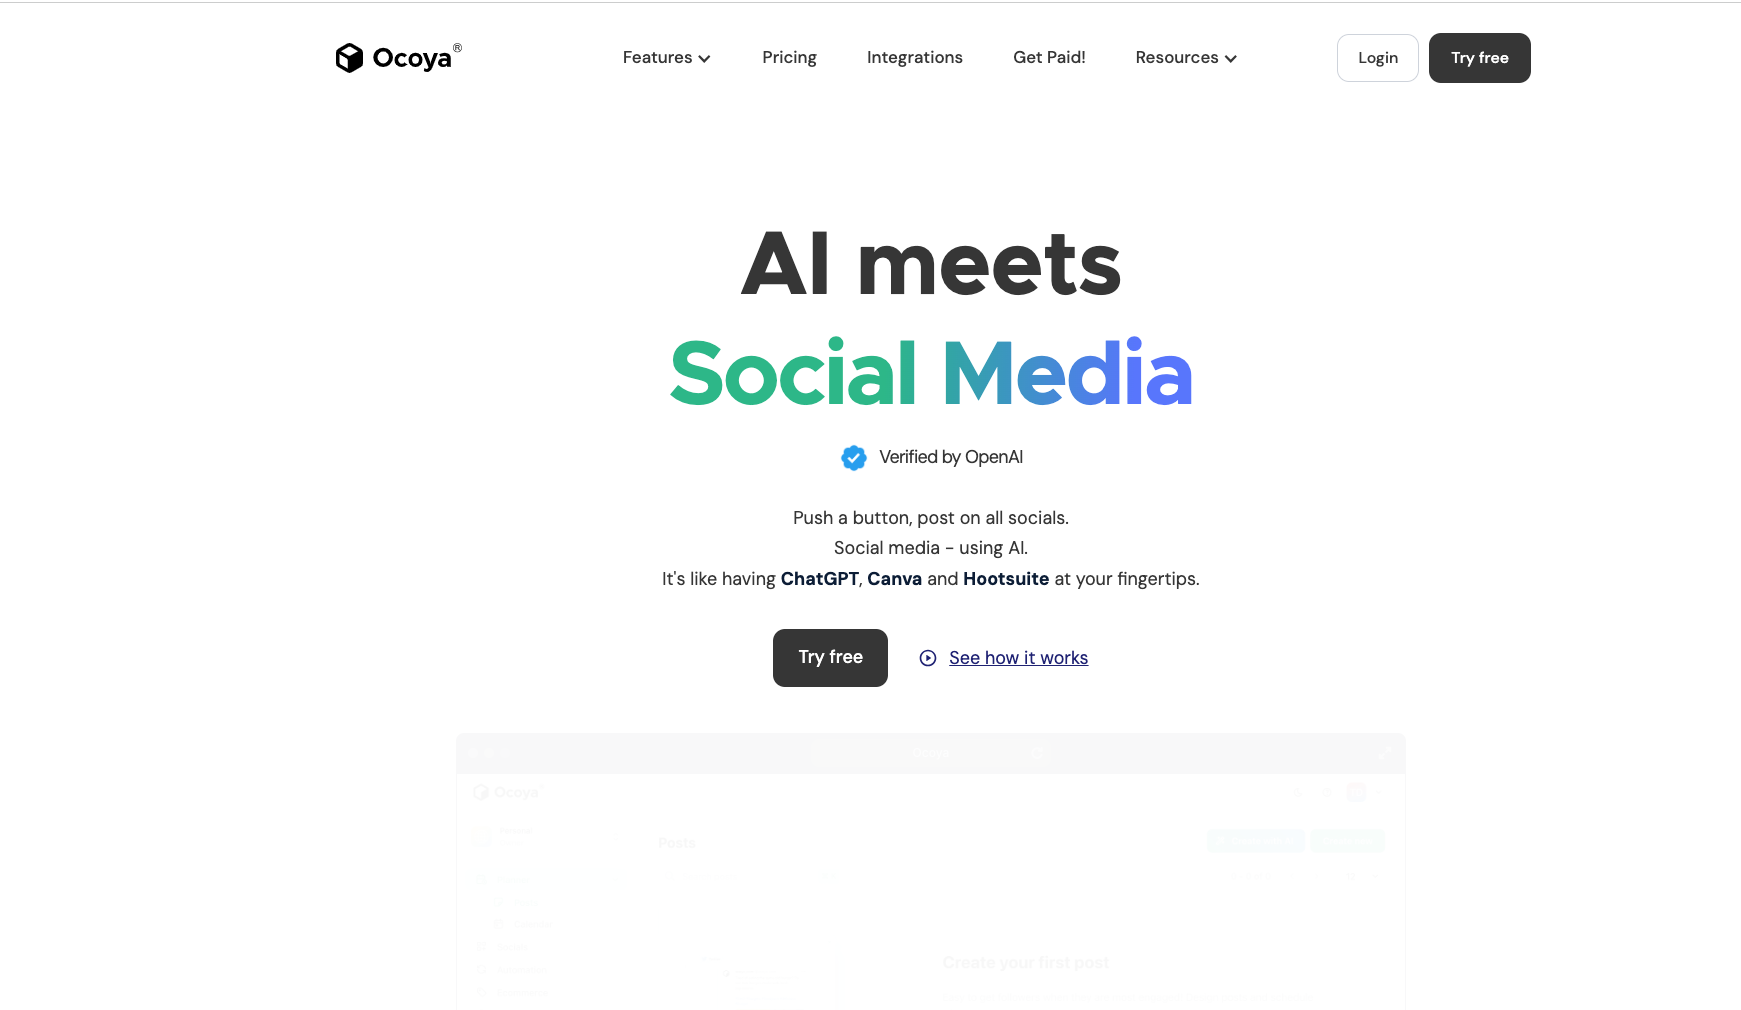 Ocoya®
Features
Pricing
Integrations
Get Paid!
Resources
Login
Try free
AI meets
Social Media
Verified by OpenAI
Push a button, post on all socials.
Social media - using AI.
It's like having ChatGPT, Canva and Hootsuite at your fingertips.
Try free
See how it works
Ocoya
Ocoya
Posts
Create your first post